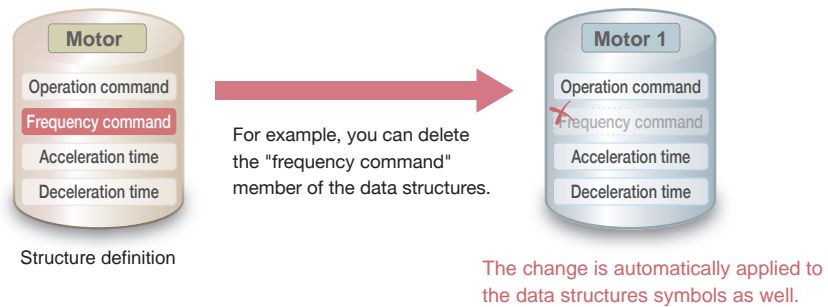 Motor
Operation command
Frequency command
Acceleration time
Deceleration time
Structure definition
For example, you can delete
the "frequency command"
member of the data structures.
Motor 1
Operation command
Frequency command
Acceleration time
Deceleration time
The change is automatically applied to
the data structures symbols as well.